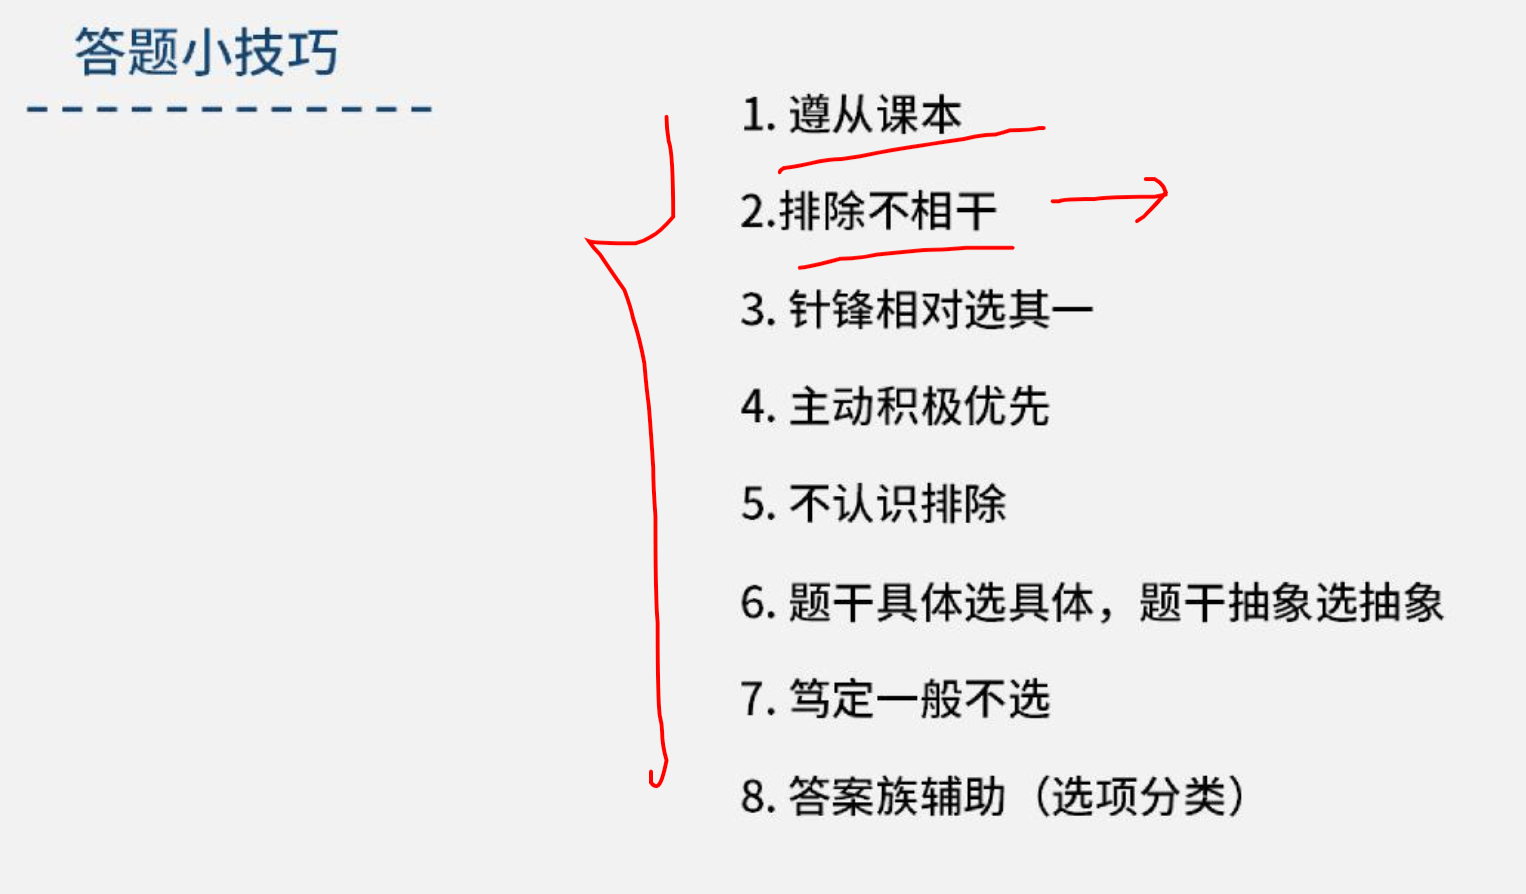 答题小技巧
1. 遵从课本
2.排除不相干
3. 针锋相对选其一
4. 主动积极优先
5. 不认识排除
6. 题干具体选具体，题干抽象选抽象
7. 笃定一般不选
8. 答案族辅助（选项分类）